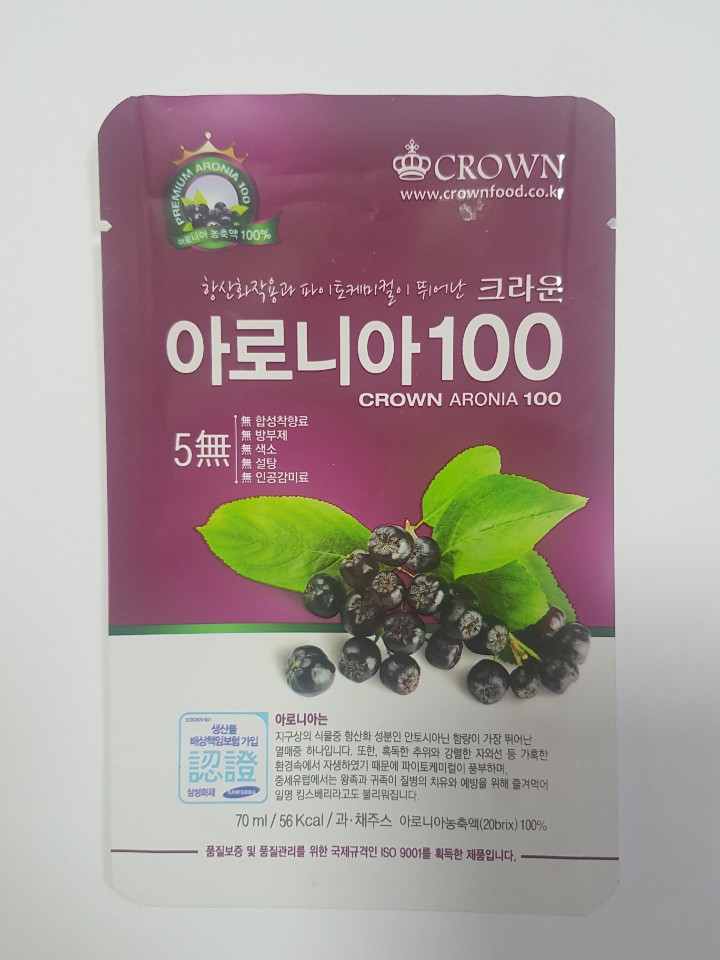 PREMIUM ARONIA 100
아로니아 농축액 100%
CROWN
www.crownfood.co.kr
항산화작용과 파이토케미컬이 뛰어난 크라운
아로니아100
CROWN ARONIA 100
5無
無 합성착향료
無 방부제
無 색소
無 설탕
無 인공감미료
생산물
배상책임보험 가입
認證
삼성화재 SAMSUNG
아로니아는
지구상의 식물중 항산화 성분인 안토시아닌 함량이 가장 뛰어난
열매중 하나입니다. 또한, 혹독한 추위와 강렬한 자외선 등 가혹한
환경속에서 자생하였기 때문에 파이토케미컬이 풍부하며,
중세유럽에서는 왕족과 귀족이 질병의 치유와 예방을 위해 즐겨먹어
일명 킹스베리라고도 불리워집니다.
70 ml / 56 Kcal / 과·채주스 아로니아농축액(20brix) 100%
품질보증 및 품질관리를 위한 국제규격인 ISO 9001를 획득한 제품입니다.